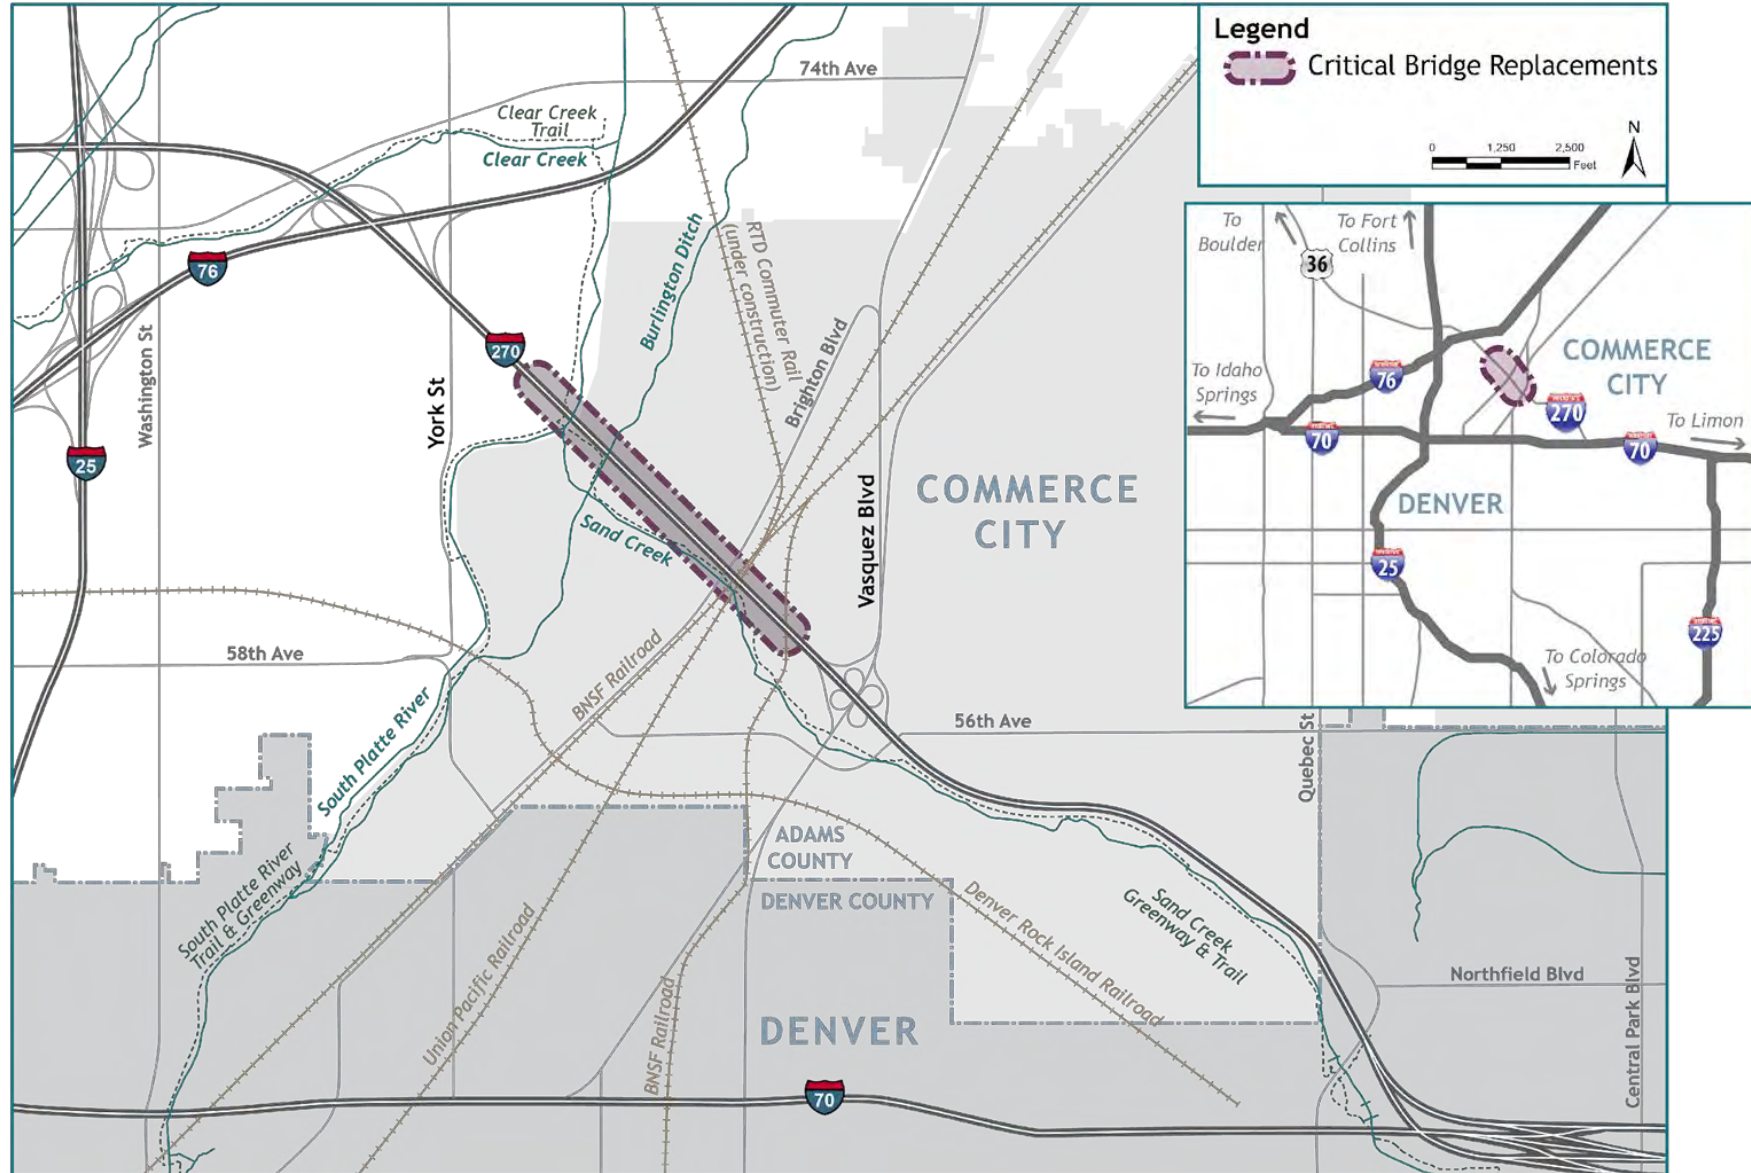 Legend
Critical Bridge Replacements
0 1,250 2,500
Feet
N
74th Ave
Clear Creek
Trail
Clear Creek
76
270
25
Washington St
York St
Burlington Ditch
RTD Commuter Rail
(under construction)
Brighton Blvd
Vasquez Blvd
COMMERCE
CITY
Sand Creek
58th Ave
BNSF Railroad
South Platte River
56th Ave
Quebec St
South Platte River
Trail & Greenway
ADAMS
COUNTY
DENVER COUNTY
Union Pacific Railroad
BNSF Railroad
Denver Rock Island Railroad
Sand Creek
Greenway & Trail
DENVER
Northfield Blvd
Central Park Blvd
70
To
Boulder
To Fort
Collins
36
COMMERCE
CITY
To Idaho
Springs
76
270
To Limon
70
70
DENVER
25
225
To Colorado
Springs